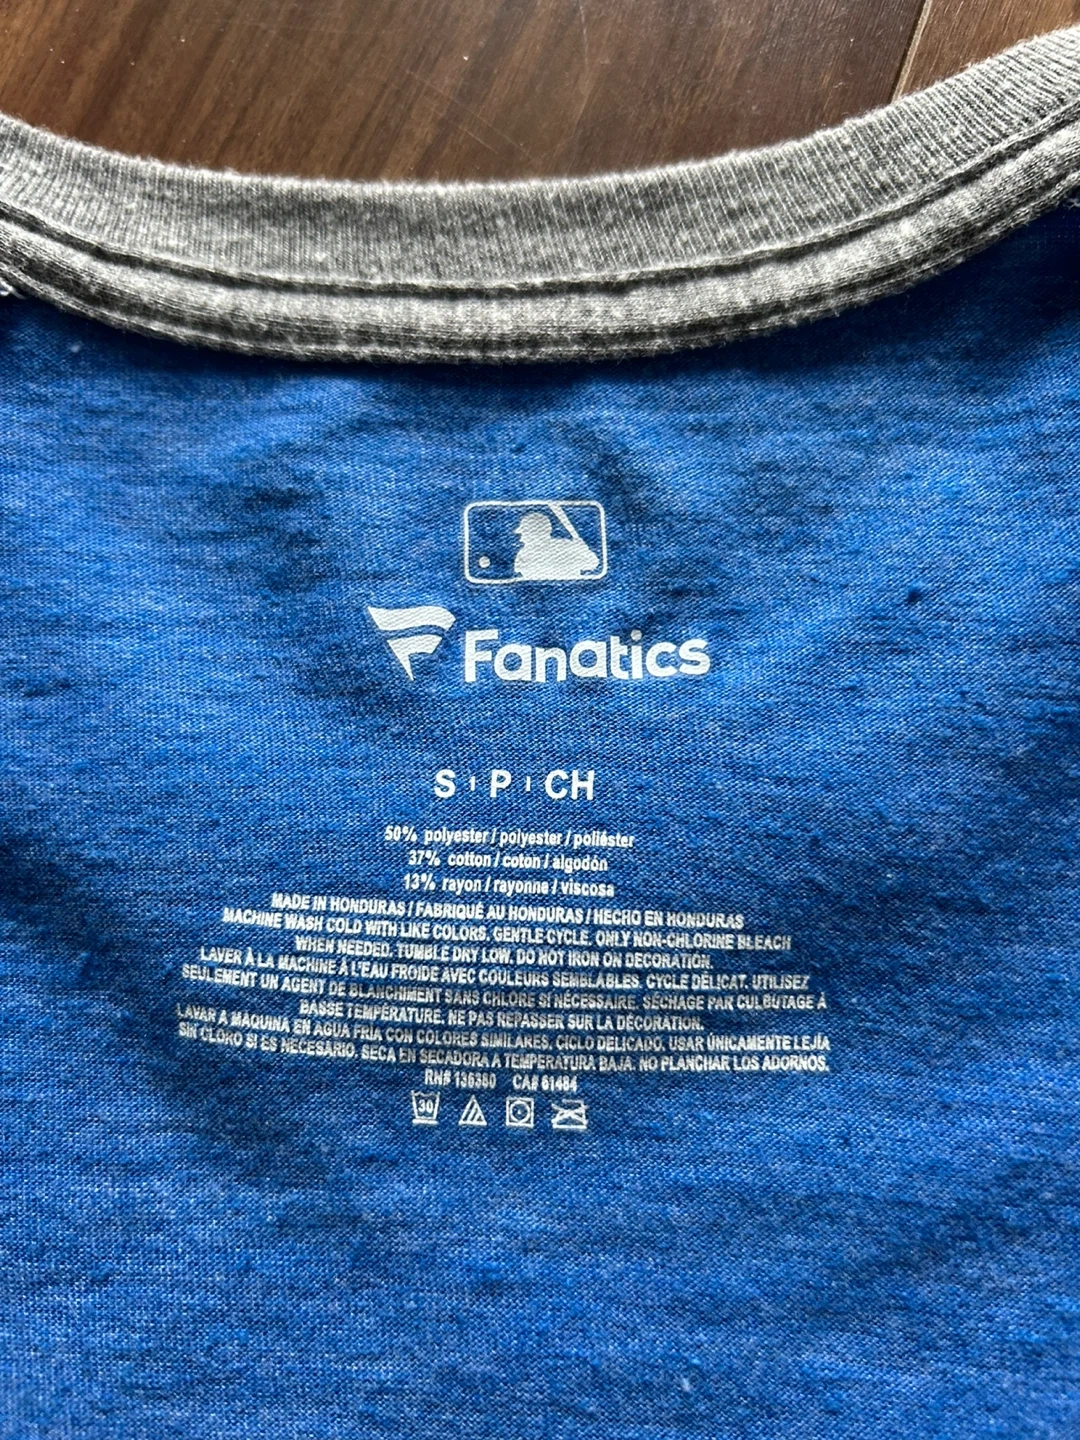 Fanatics
S | P | CH
50% polyester / polyester / poliéster
37% cotton / coton / algodón
13% rayon / rayonne / viscosa
MADE IN HONDURAS / FABRIQUÉ AU HONDURAS / HECHO EN HONDURAS
MACHINE WASH COLD WITH LIKE COLORS. GENTLE CYCLE. ONLY NON-CHLORINE BLEACH
WHEN NEEDED. TUMBLE DRY LOW. DO NOT IRON ON DECORATION.
LAVER À LA MACHINE À L'EAU FROIDE AVEC COULEURS SEMBLABLES. CYCLE DÉLICAT. UTILISEZ
SEULEMENT UN AGENT DE BLANCHIMENT SANS CHLORE SI NÉCESSAIRE. SÉCHAGE PAR CULBUTAGE À
BASSE TEMPÉRATURE. NE PAS REPASSER SUR LA DÉCORATION.
LAVAR A MAQUINA EN AGUA FRIA CON COLORES SIMILARES. CICLO DELICADO. USAR ÚNICAMENTE LEJÍA
SIN CLORO SI ES NECESARIO. SECA EN SECADORA A TEMPERATURA BAJA. NO PLANCHAR LOS ADORNOS.
RN# 136380 CA# 61484
30